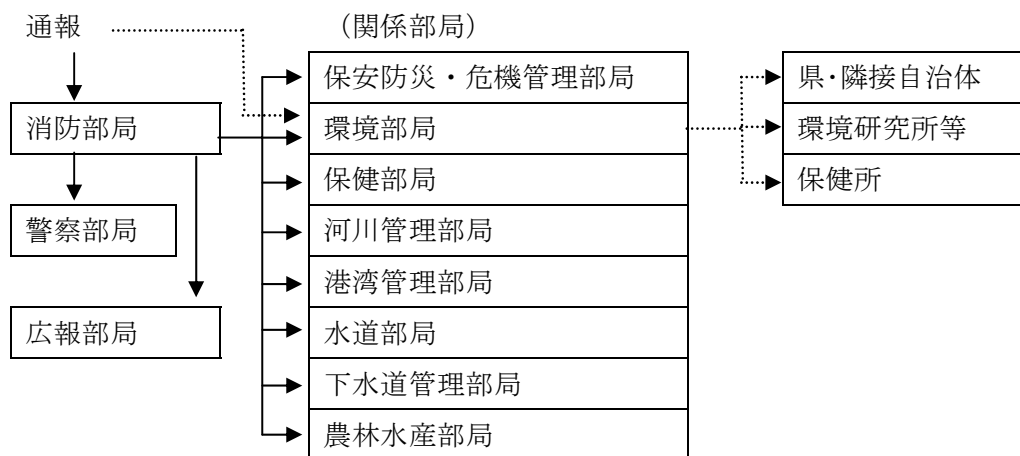 通報
（関係部局）
消防部局
警察部局
広報部局
保安防災・危機管理部局
環境部局
保健部局
河川管理部局
港湾管理部局
水道部局
下水道管理部局
農林水産部局
県・隣接自治体
環境研究所等
保健所